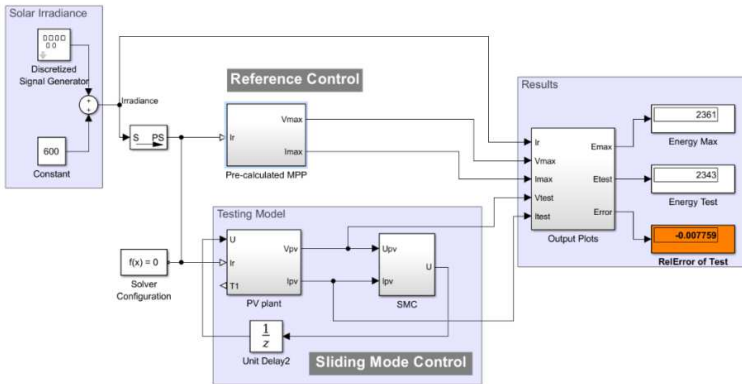 Solar Irradiance
Discretized
Signal Generator
+
+
Irradiance
600
Constant
S PS
Reference Control
Ir
Vmax
Imax
Pre-calculated MPP
Results
Ir
Vmax
Imax
Vtest
Itest
Emax
Etest
Error
Output Plots
2361
Energy Max
2343
Energy Test
-0.007759
RelError of Test
f(x) = 0
Solver
Configuration
Testing Model
U
Ir
T1
Vpv
Ipv
PV plant
Upv
Ipv
U
SMC
1
z
Unit Delay2
Sliding Mode Control